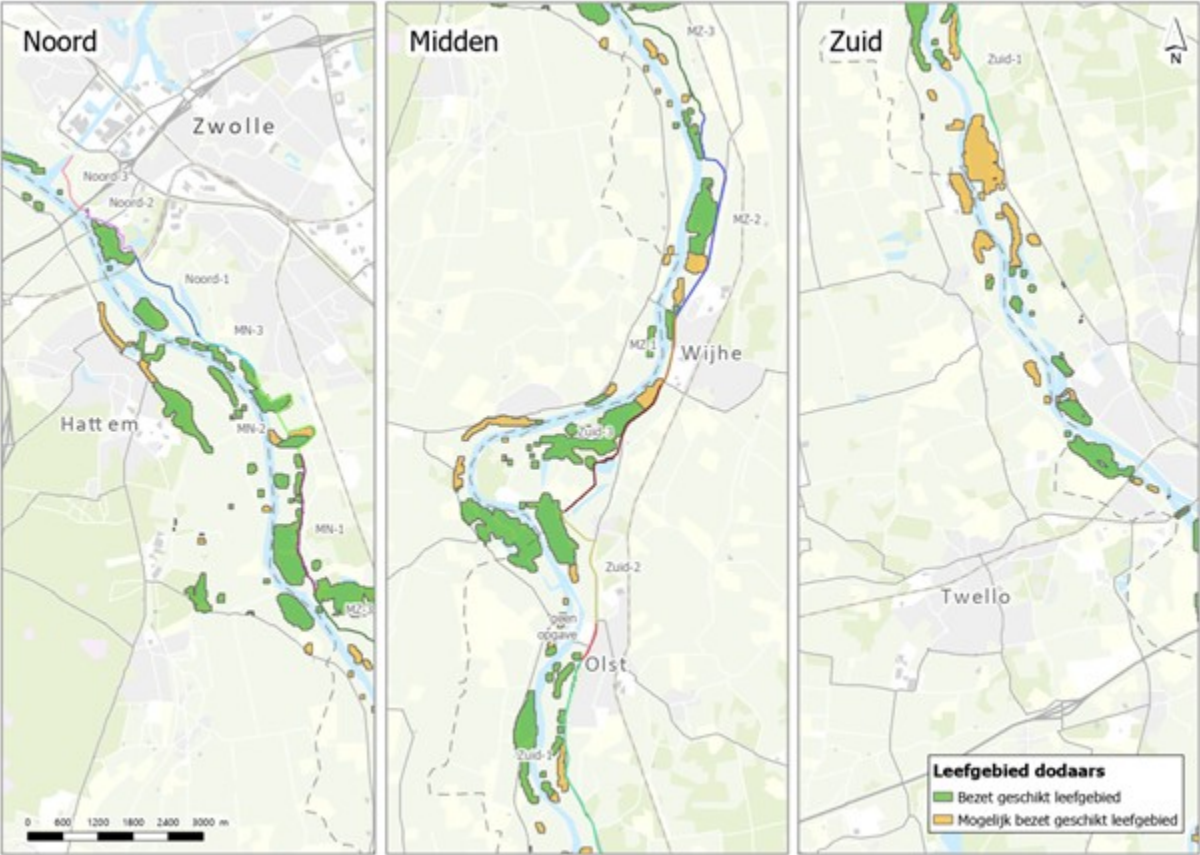 Noord
Zwolle
Noord-3
Noord-2
Noord-1
MN-3
Hattem
MN-2
MN-1
MZ-3
0 600 1200 1800 2400 3000 m
Midden
MZ-3
MZ-2
MZ-1
Wijhe
Zuid-3
Zuid-2
geen
opgave
Olst
Zuid-1
Zuid
N
Zuid-1
Twello
Leefgebied dodaars
Bezet geschikt leefgebied
Mogelijk bezet geschikt leefgebied